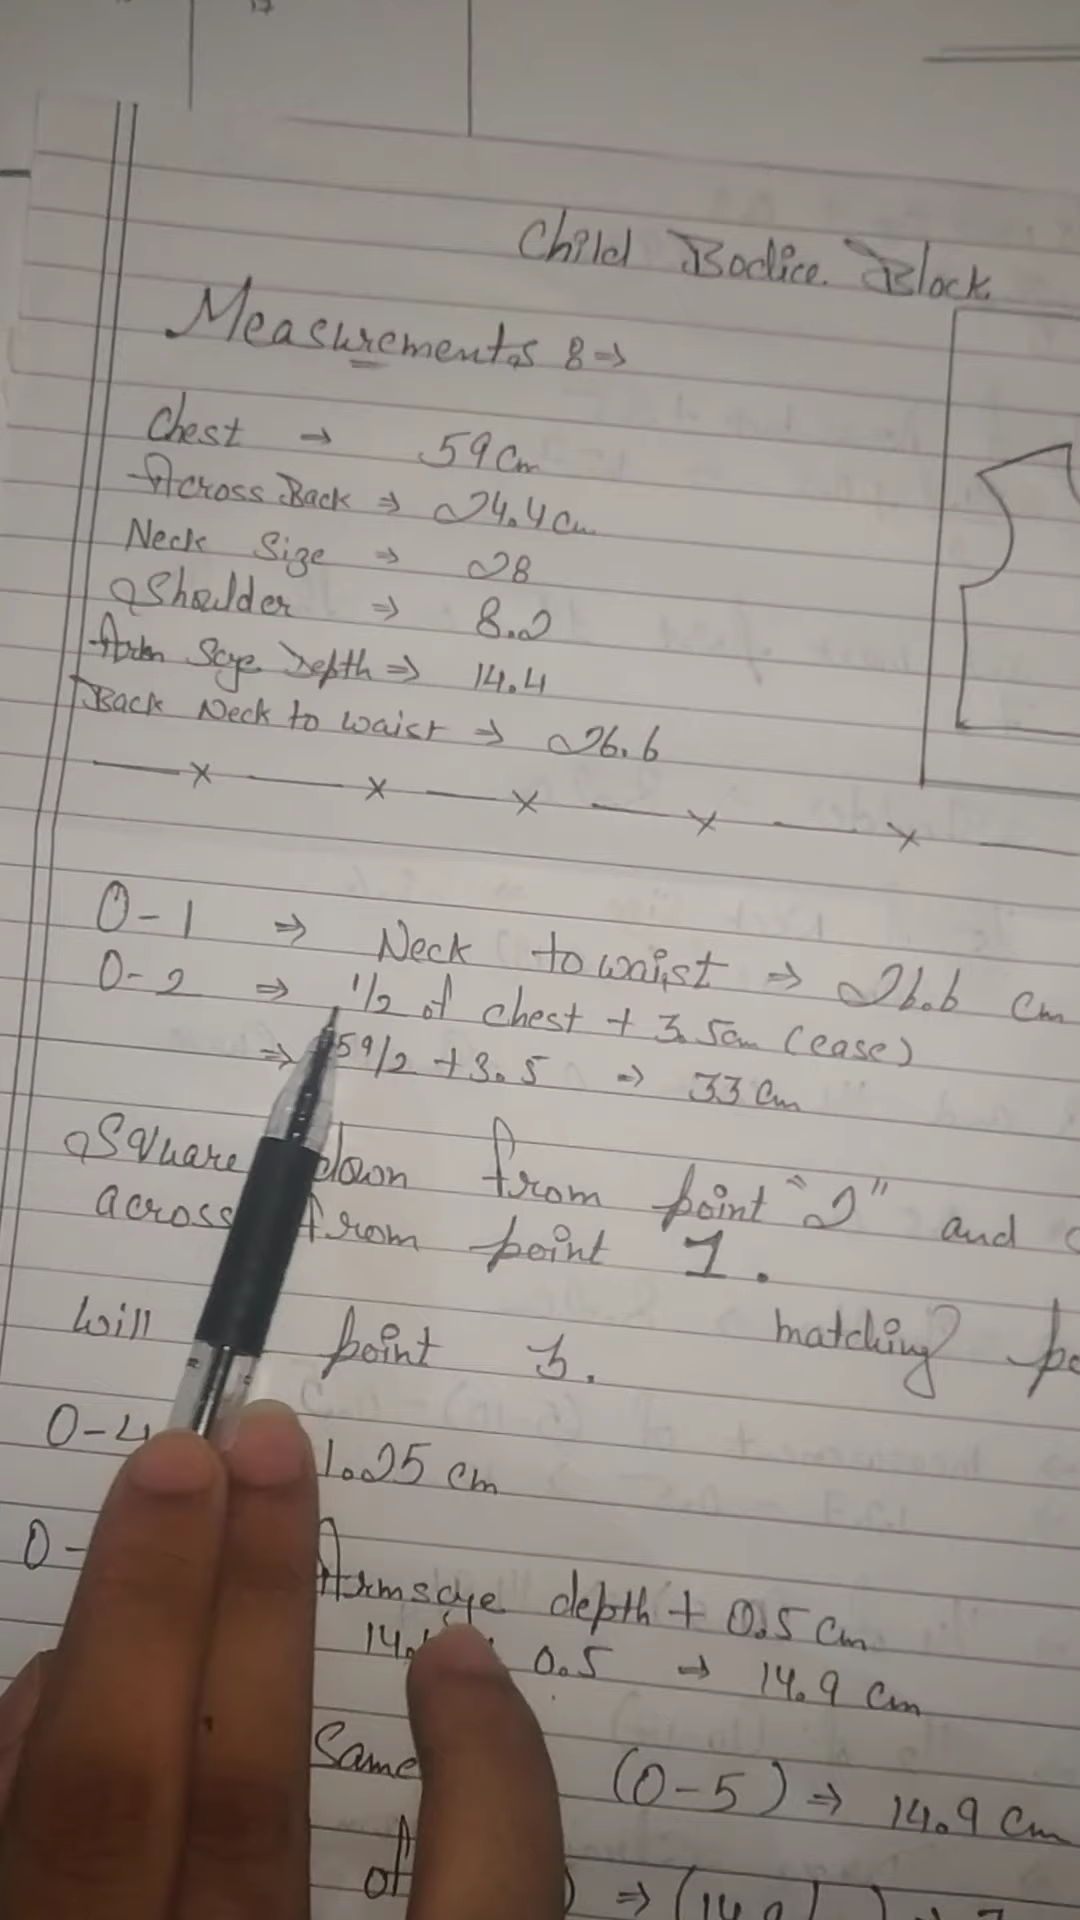 Child Bodice Block
Measurements :⇒
Chest → 59 cm
Across Back ⇒ 24.4 cm
Neck Size ⇒ 28
Shoulder ⇒ 8.2
Arm Scye Depth ⇒ 14.4
Back Neck to waist ⇒ 26.6
0-1 ⇒ Neck to waist ⇒ 26.6 cm
0-2 ⇒ 1/2 of chest + 3.5cm (ease)
⇒ 59/2 + 3.5 ⇒ 33 cm
Square down from point "2" and
across from point 1.
will point 3. matching
0-4 1.25 cm
0- Armscye depth + 0.5 cm
14. 0.5 → 14.9 cm
Same (0-5) ⇒ 14.9 cm
of ) ⇒ (14.9